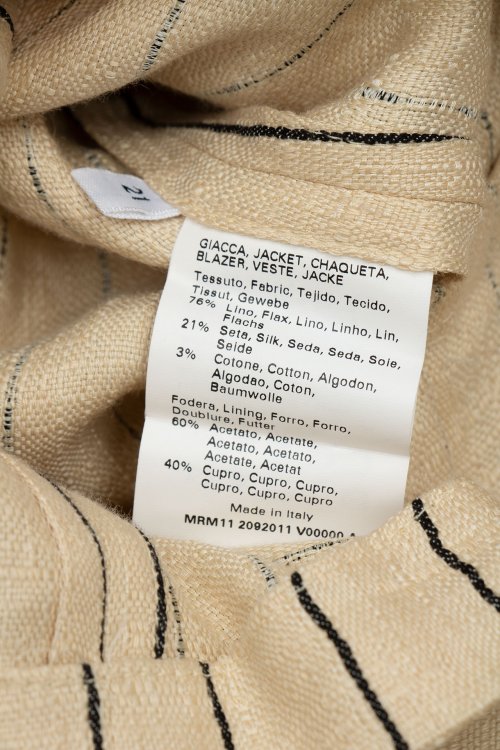 21
GIACCA, JACKET, CHAQUETA,
BLAZER, VESTE, JACKE
Tessuto, Fabric, Tejido, Tecido,
Tissut, Gewebe
76% Lino, Flax, Lino, Linho, Lin,
Flachs
21% Seta, Silk, Seda, Seda, Soie,
Seide
3% Cotone, Cotton, Algodon,
Algodao, Coton,
Baumwolle
Fodera, Lining, Forro, Forro,
Doublure, Futter
60% Acetato, Acetate,
Acetato, Acetato,
Acetate, Acetat
40% Cupro, Cupro, Cupro,
Cupro, Cupro, Cupro
Made in Italy
MRM11 2092011 V00000